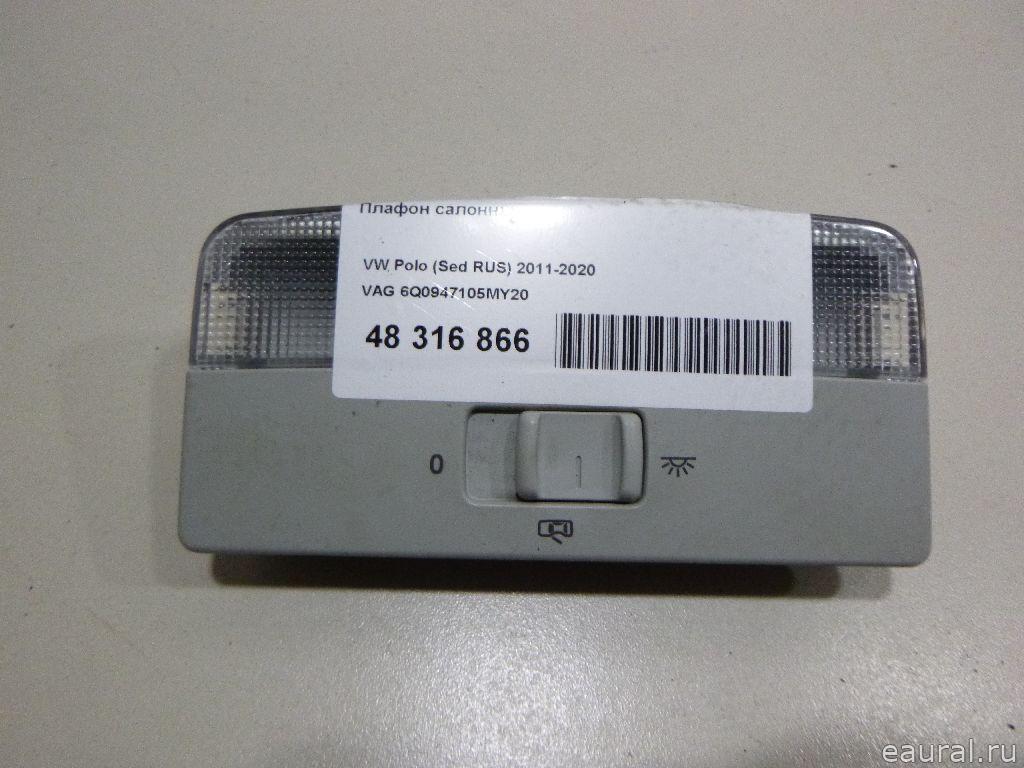 Плафон салонн
VW Polo (Sed RUS) 2011-2020
VAG 6Q0947105MY20
48 316 866
0
eaural.ru